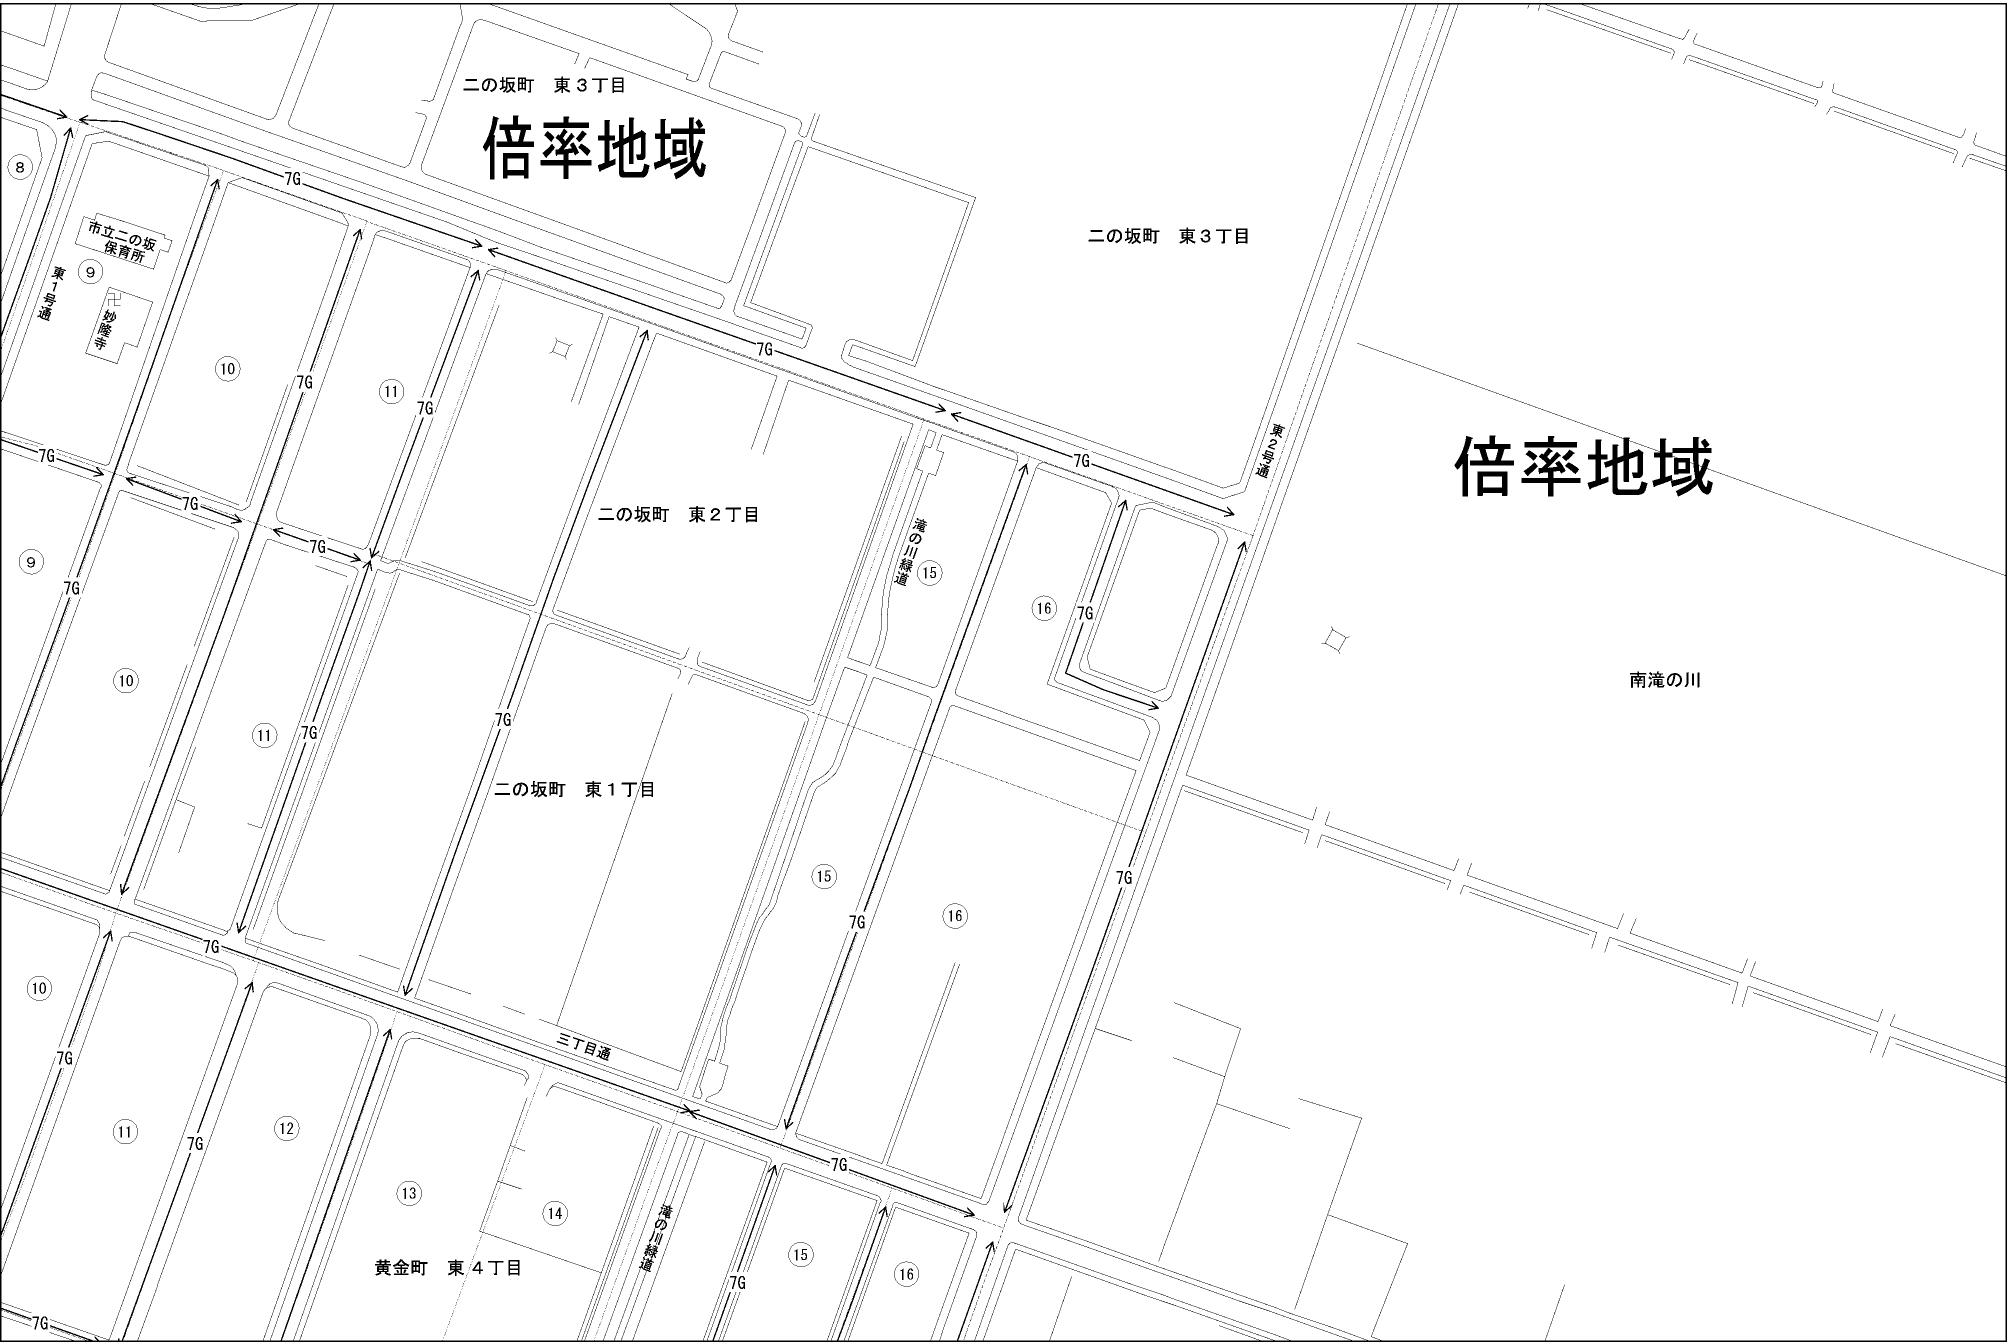 二の坂町 東３丁目
倍率地域
7G
8
市立二の坂
保育所
9
東１号通
卍妙隆寺
二の坂町 東３丁目
7G
10
7G
11
7G
7G
東２号通
倍率地域
7G
7G
7G
二の坂町 東２丁目
滝の川緑道
15
7G
9
7G
16
7G
南滝の川
10
11
7G
7G
二の坂町 東１丁目
15
7G
16
7G
7G
10
三丁目通
7G
11
12
7G
7G
13
14
滝の川緑道
15
16
黄金町 東４丁目
7G
7G